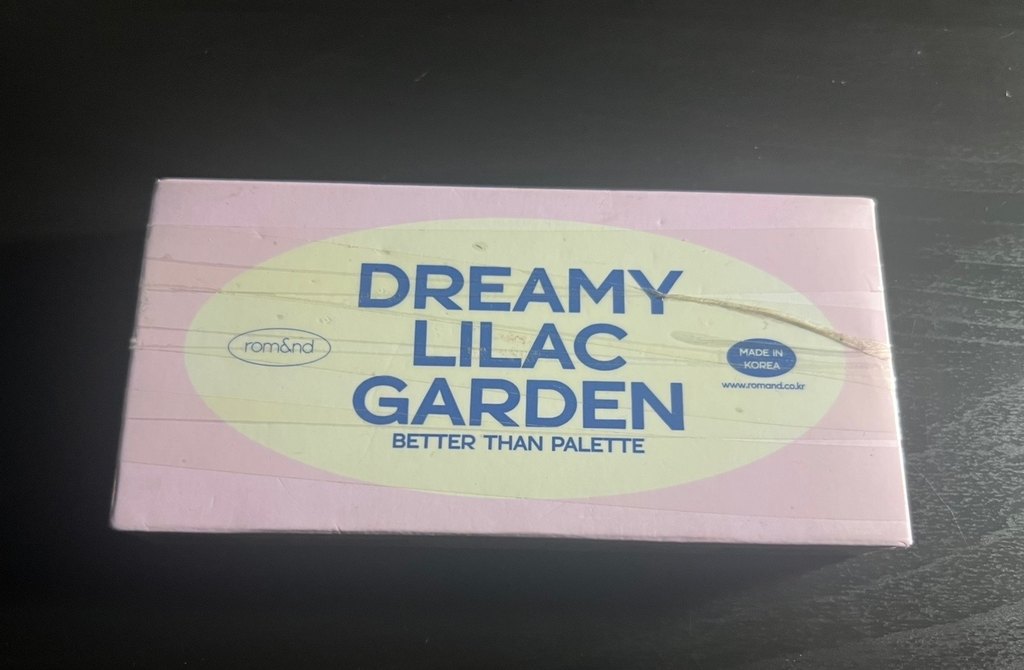 DREAMY
LILAC
GARDEN
BETTER THAN PALETTE
rom&nd
MADE IN
KOREA
www.romand.co.kr